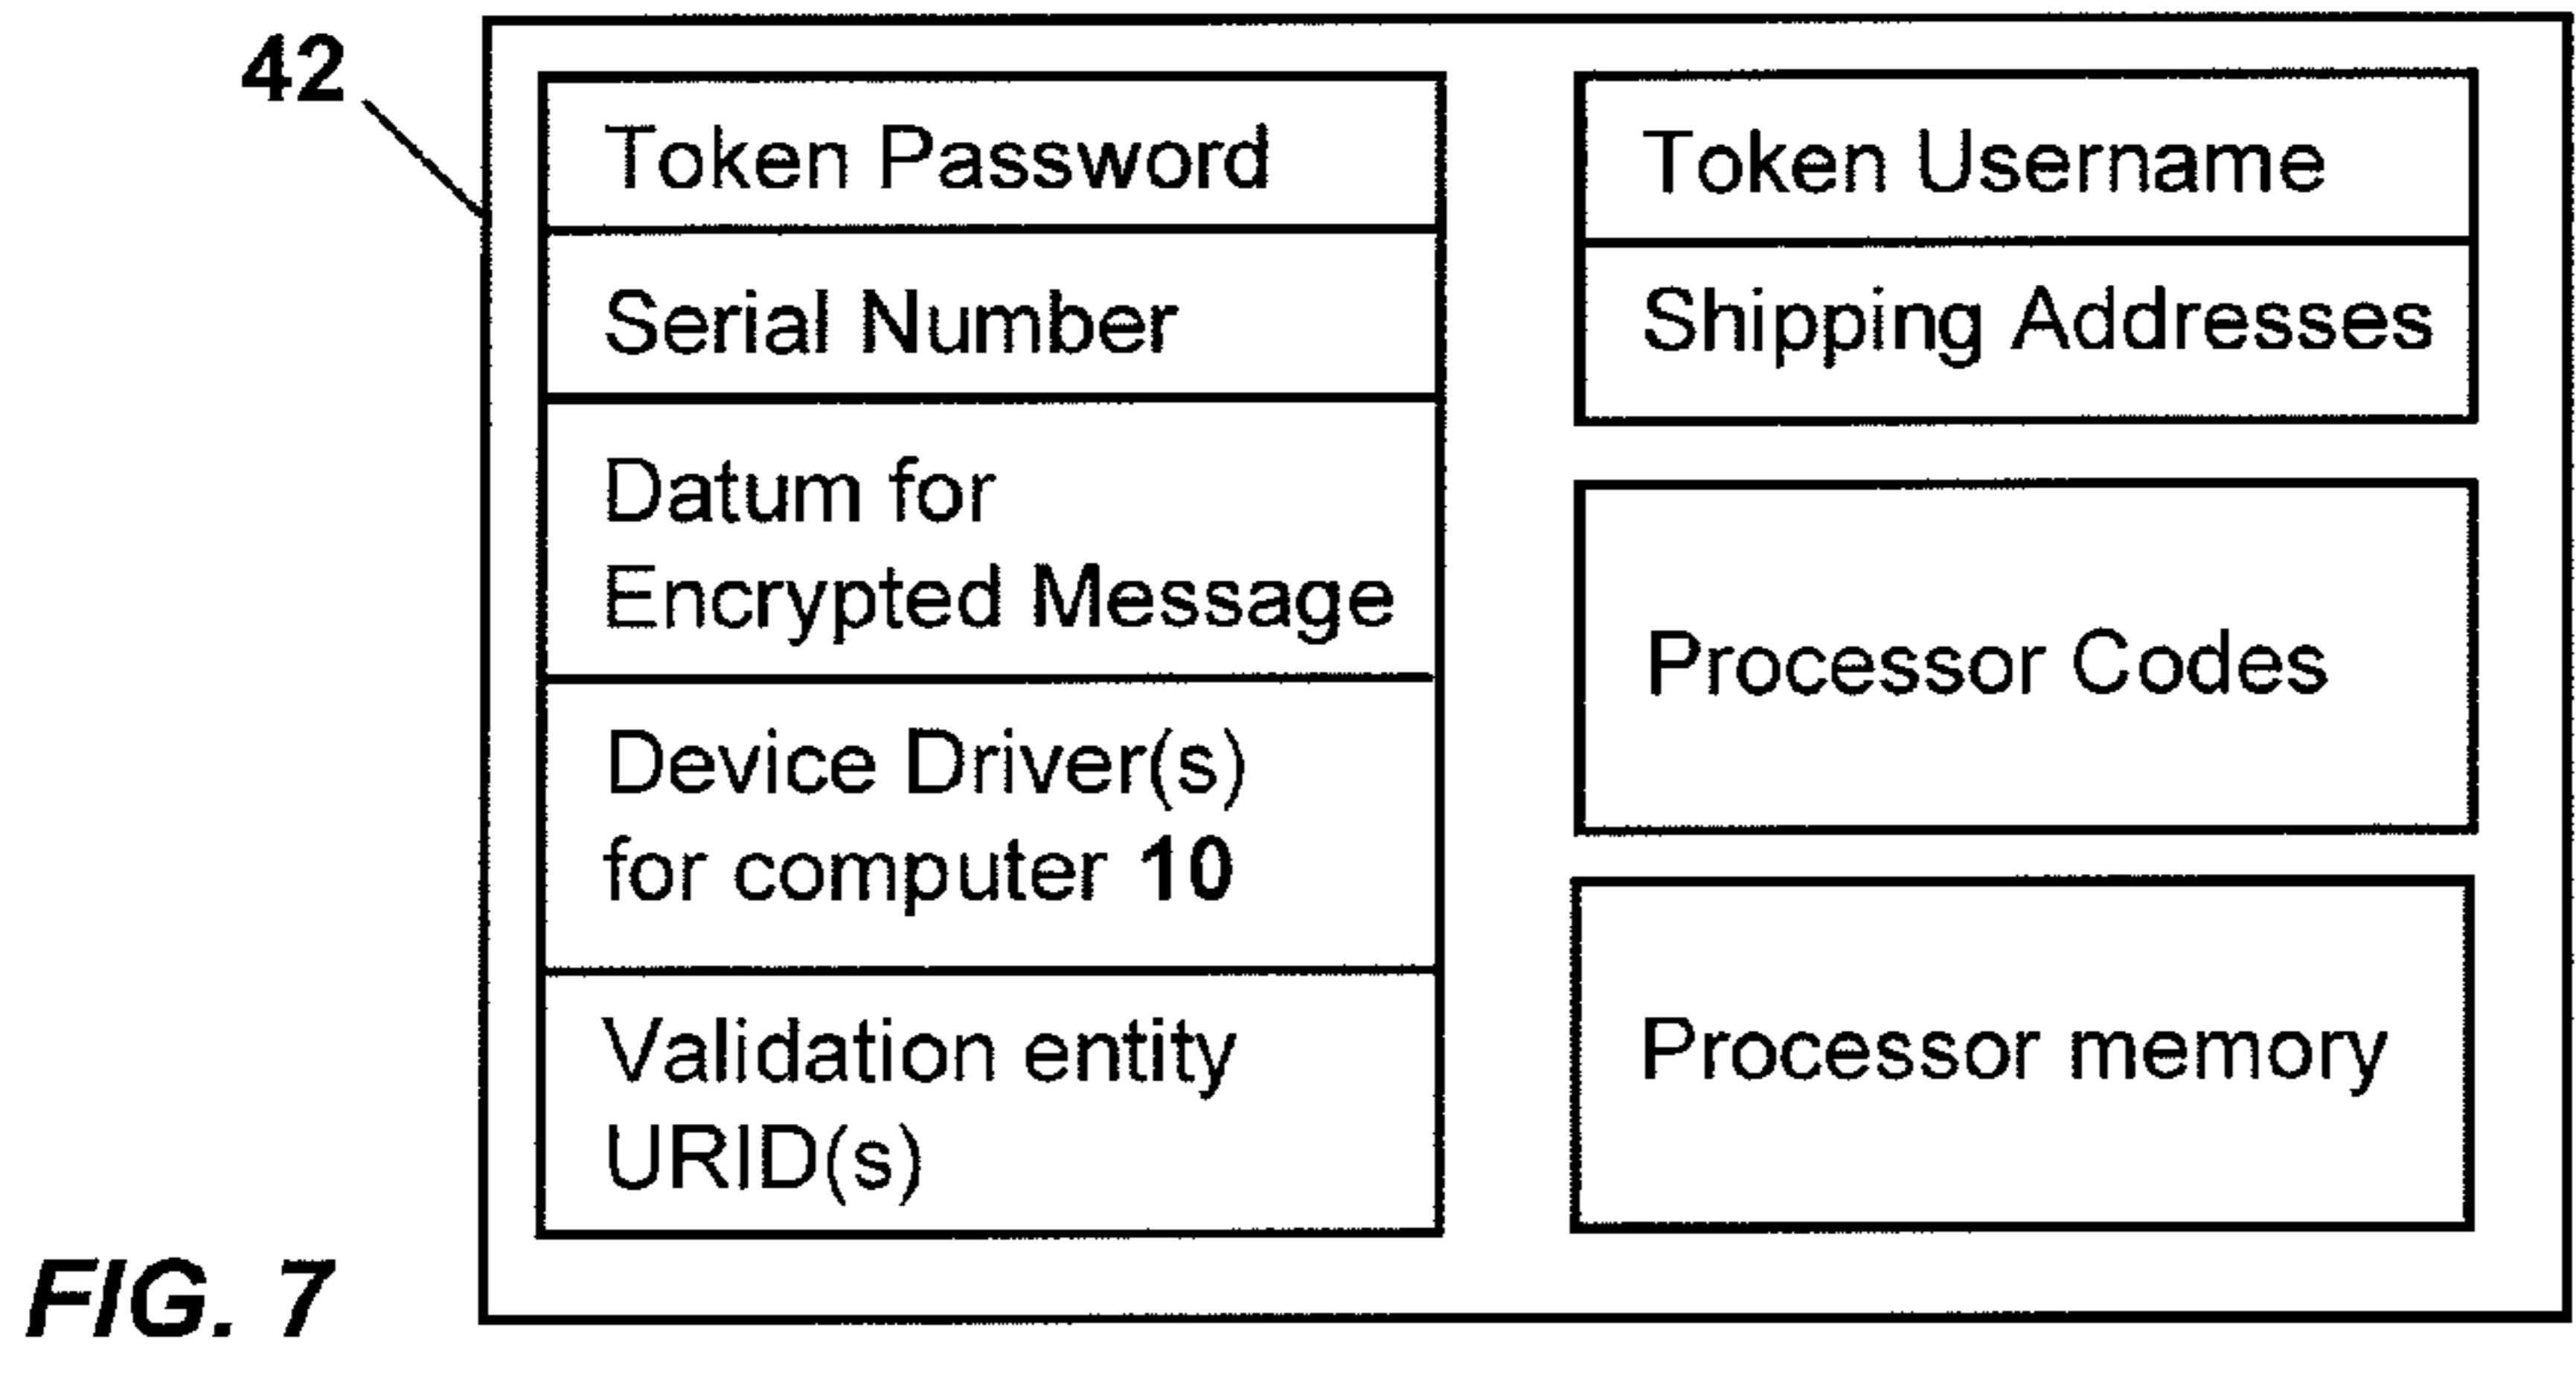 42
Token Password
Serial Number
Datum for
Encrypted Message
Device Driver(s)
for computer 10
Validation entity
URID(s)
Token Username
Shipping Addresses
Processor Codes
Processor memory
FIG. 7